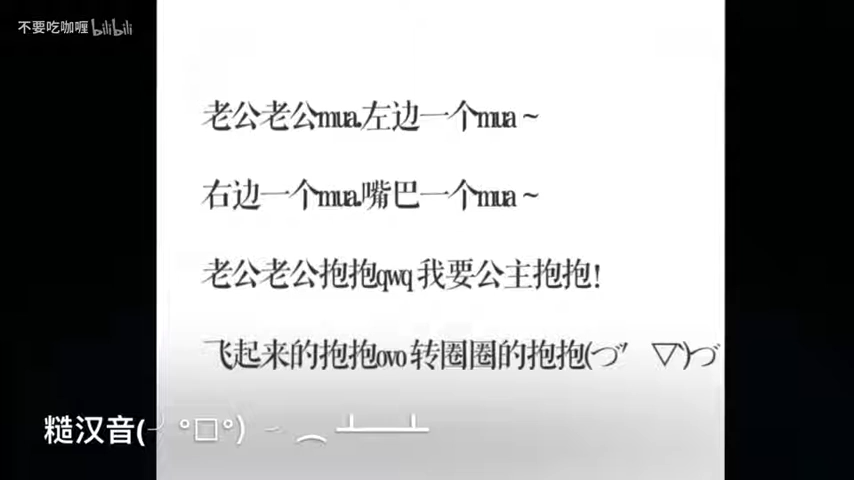 不要吃咖喱 bilibili
老公老公mua.左边一个mua ~
右边一个mua.嘴巴一个mua ~
老公老公抱抱qwq 我要公主抱抱!
飞起来的抱抱ovo 转圈圈的抱抱(づ′▽`)づ
糙汉音(╯°□°)╯︵┻━┻